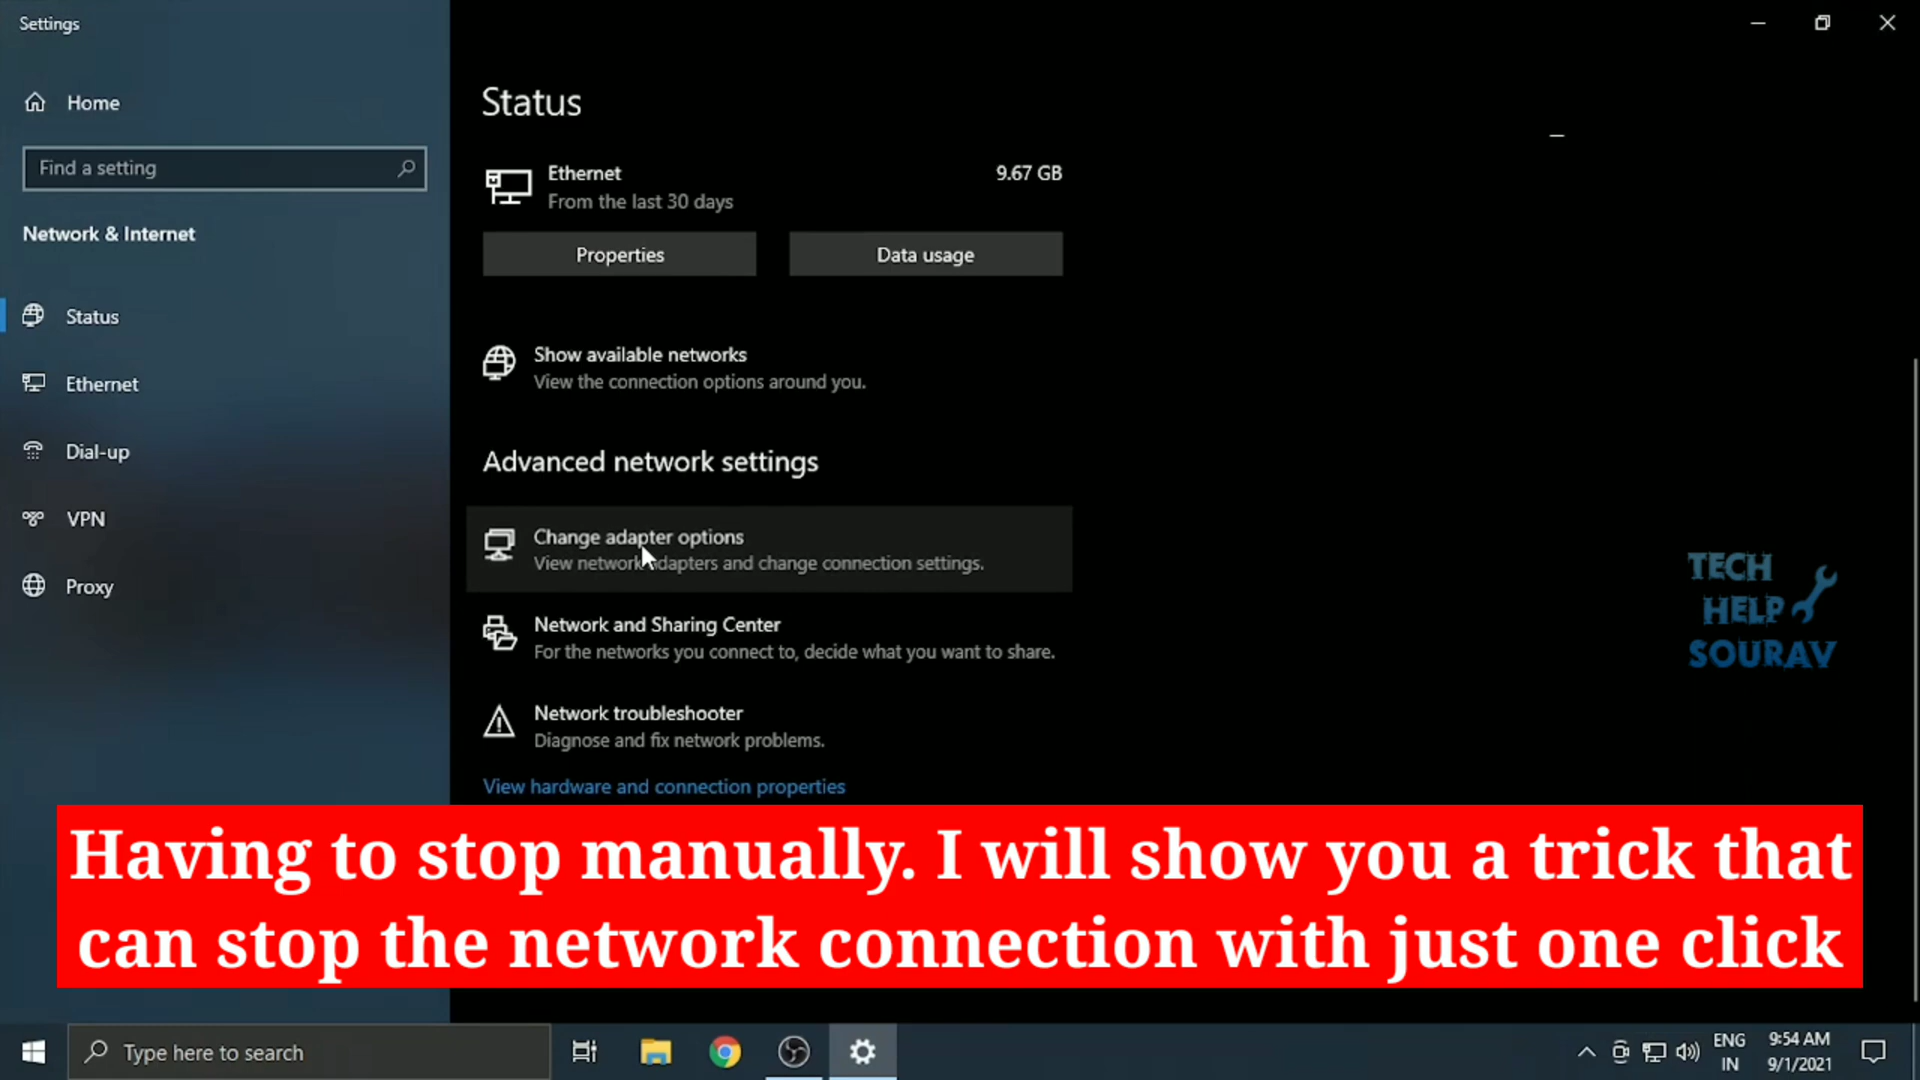 Settings
Home
Find a setting
Network & Internet
Status
Ethernet
Dial-up
VPN
Proxy
Status
Ethernet 9.67 GB
From the last 30 days
Properties Data usage
Show available networks
View the connection options around you.
Advanced network settings
Change adapter options
View network adapters and change connection settings.
Network and Sharing Center
For the networks you connect to, decide what you want to share.
Network troubleshooter
Diagnose and fix network problems.
View hardware and connection properties
TECH
HELP
SOURAV
Having to stop manually. I will show you a trick that
can stop the network connection with just one click
Type here to search
ENG
IN
9:54 AM
9/1/2021